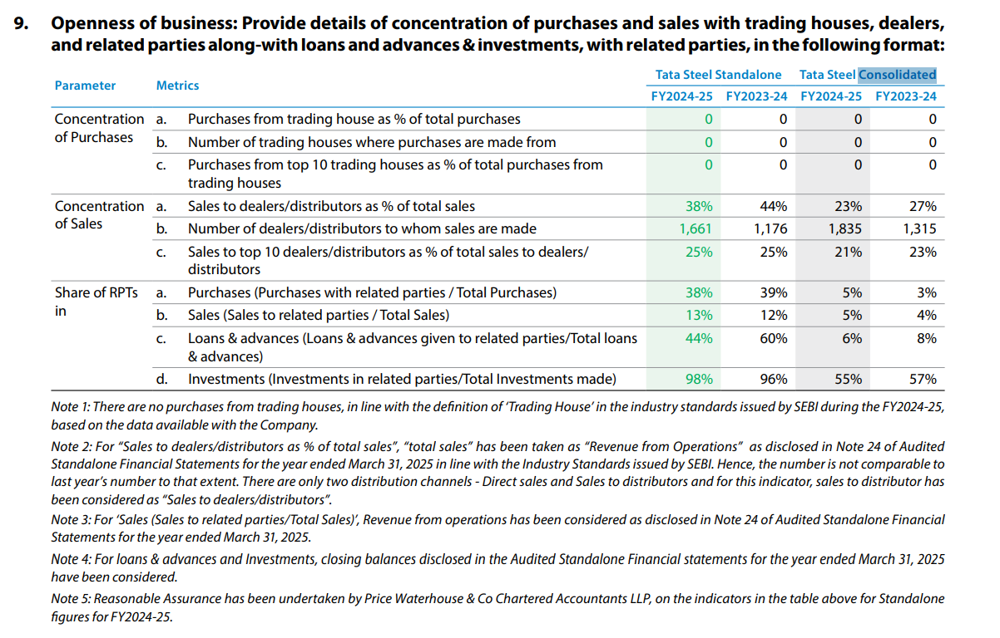 9. Openness of business: Provide details of concentration of purchases and sales with trading houses, dealers,
and related parties along-with loans and advances & investments, with related parties, in the following format:
Parameter Metrics Tata Steel Standalone Tata Steel Consolidated
FY2024-25 FY2023-24 FY2024-25 FY2023-24
Concentration of Purchases a. Purchases from trading house as % of total purchases 0 0 0 0
b. Number of trading houses where purchases are made from 0 0 0 0
c. Purchases from top 10 trading houses as % of total purchases from 0 0 0 0
trading houses
Concentration of Sales a. Sales to dealers/distributors as % of total sales 38% 44% 23% 27%
b. Number of dealers/distributors to whom sales are made 1,661 1,176 1,835 1,315
c. Sales to top 10 dealers/distributors as % of total sales to dealers/ 25% 25% 21% 23%
distributors
Share of RPTs in a. Purchases (Purchases with related parties / Total Purchases) 38% 39% 5% 3%
b. Sales (Sales to related parties / Total Sales) 13% 12% 5% 4%
c. Loans & advances (Loans & advances given to related parties/Total loans 44% 60% 6% 8%
& advances)
d. Investments (Investments in related parties/Total Investments made) 98% 96% 55% 57%
Note 1: There are no purchases from trading houses, in line with the definition of ‘Trading House’ in the industry standards issued by SEBI during the FY2024-25,
based on the data available with the Company.
Note 2: For “Sales to dealers/distributors as % of total sales”, “total sales” has been taken as “Revenue from Operations” as disclosed in Note 24 of Audited
Standalone Financial Statements for the year ended March 31, 2025 in line with the Industry Standards issued by SEBI. Hence, the number is not comparable to
last year’s number to that extent. There are only two distribution channels - Direct sales and Sales to distributors and for this indicator, sales to distributor has
been considered as “Sales to dealers/distributors”.
Note 3: For ‘Sales (Sales to related parties/Total Sales)’, Revenue from operations has been considered as disclosed in Note 24 of Audited Standalone Financial
Statements for the year ended March 31, 2025.
Note 4: For loans & advances and Investments, closing balances disclosed in the Audited Standalone Financial statements for the year ended March 31, 2025
have been considered.
Note 5: Reasonable Assurance has been undertaken by Price Waterhouse & Co Chartered Accountants LLP, on the indicators in the table above for Standalone
figures for FY2024-25.